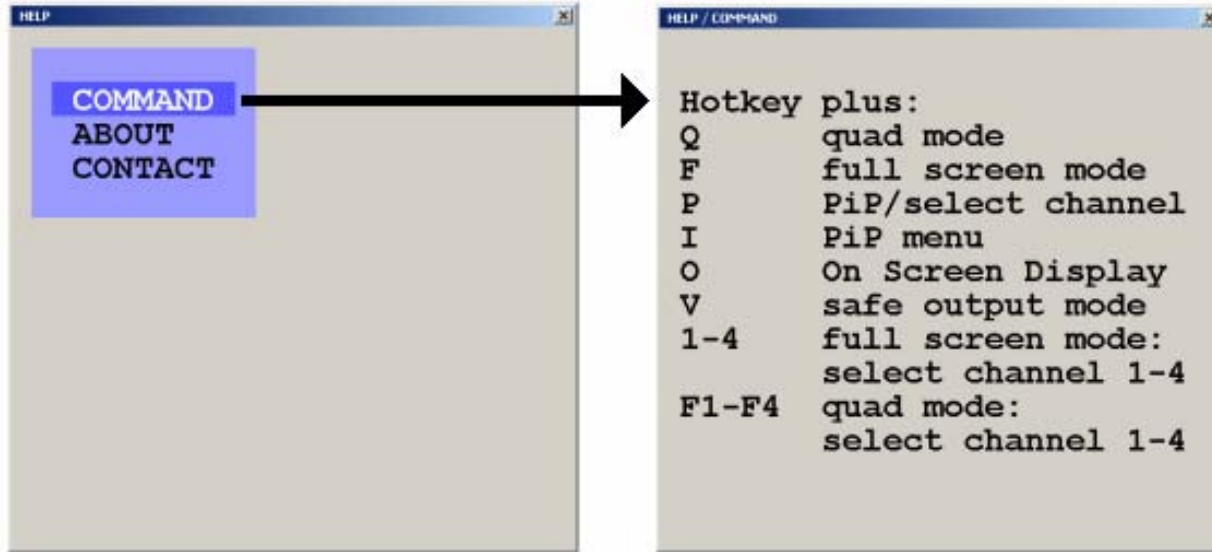 HELP
COMMAND
ABOUT
CONTACT
HELP / COMMAND
Hotkey plus:
Q quad mode
F full screen mode
P PiP/select channel
I PiP menu
O On Screen Display
V safe output mode
1-4 full screen mode:
select channel 1-4
F1-F4 quad mode:
select channel 1-4